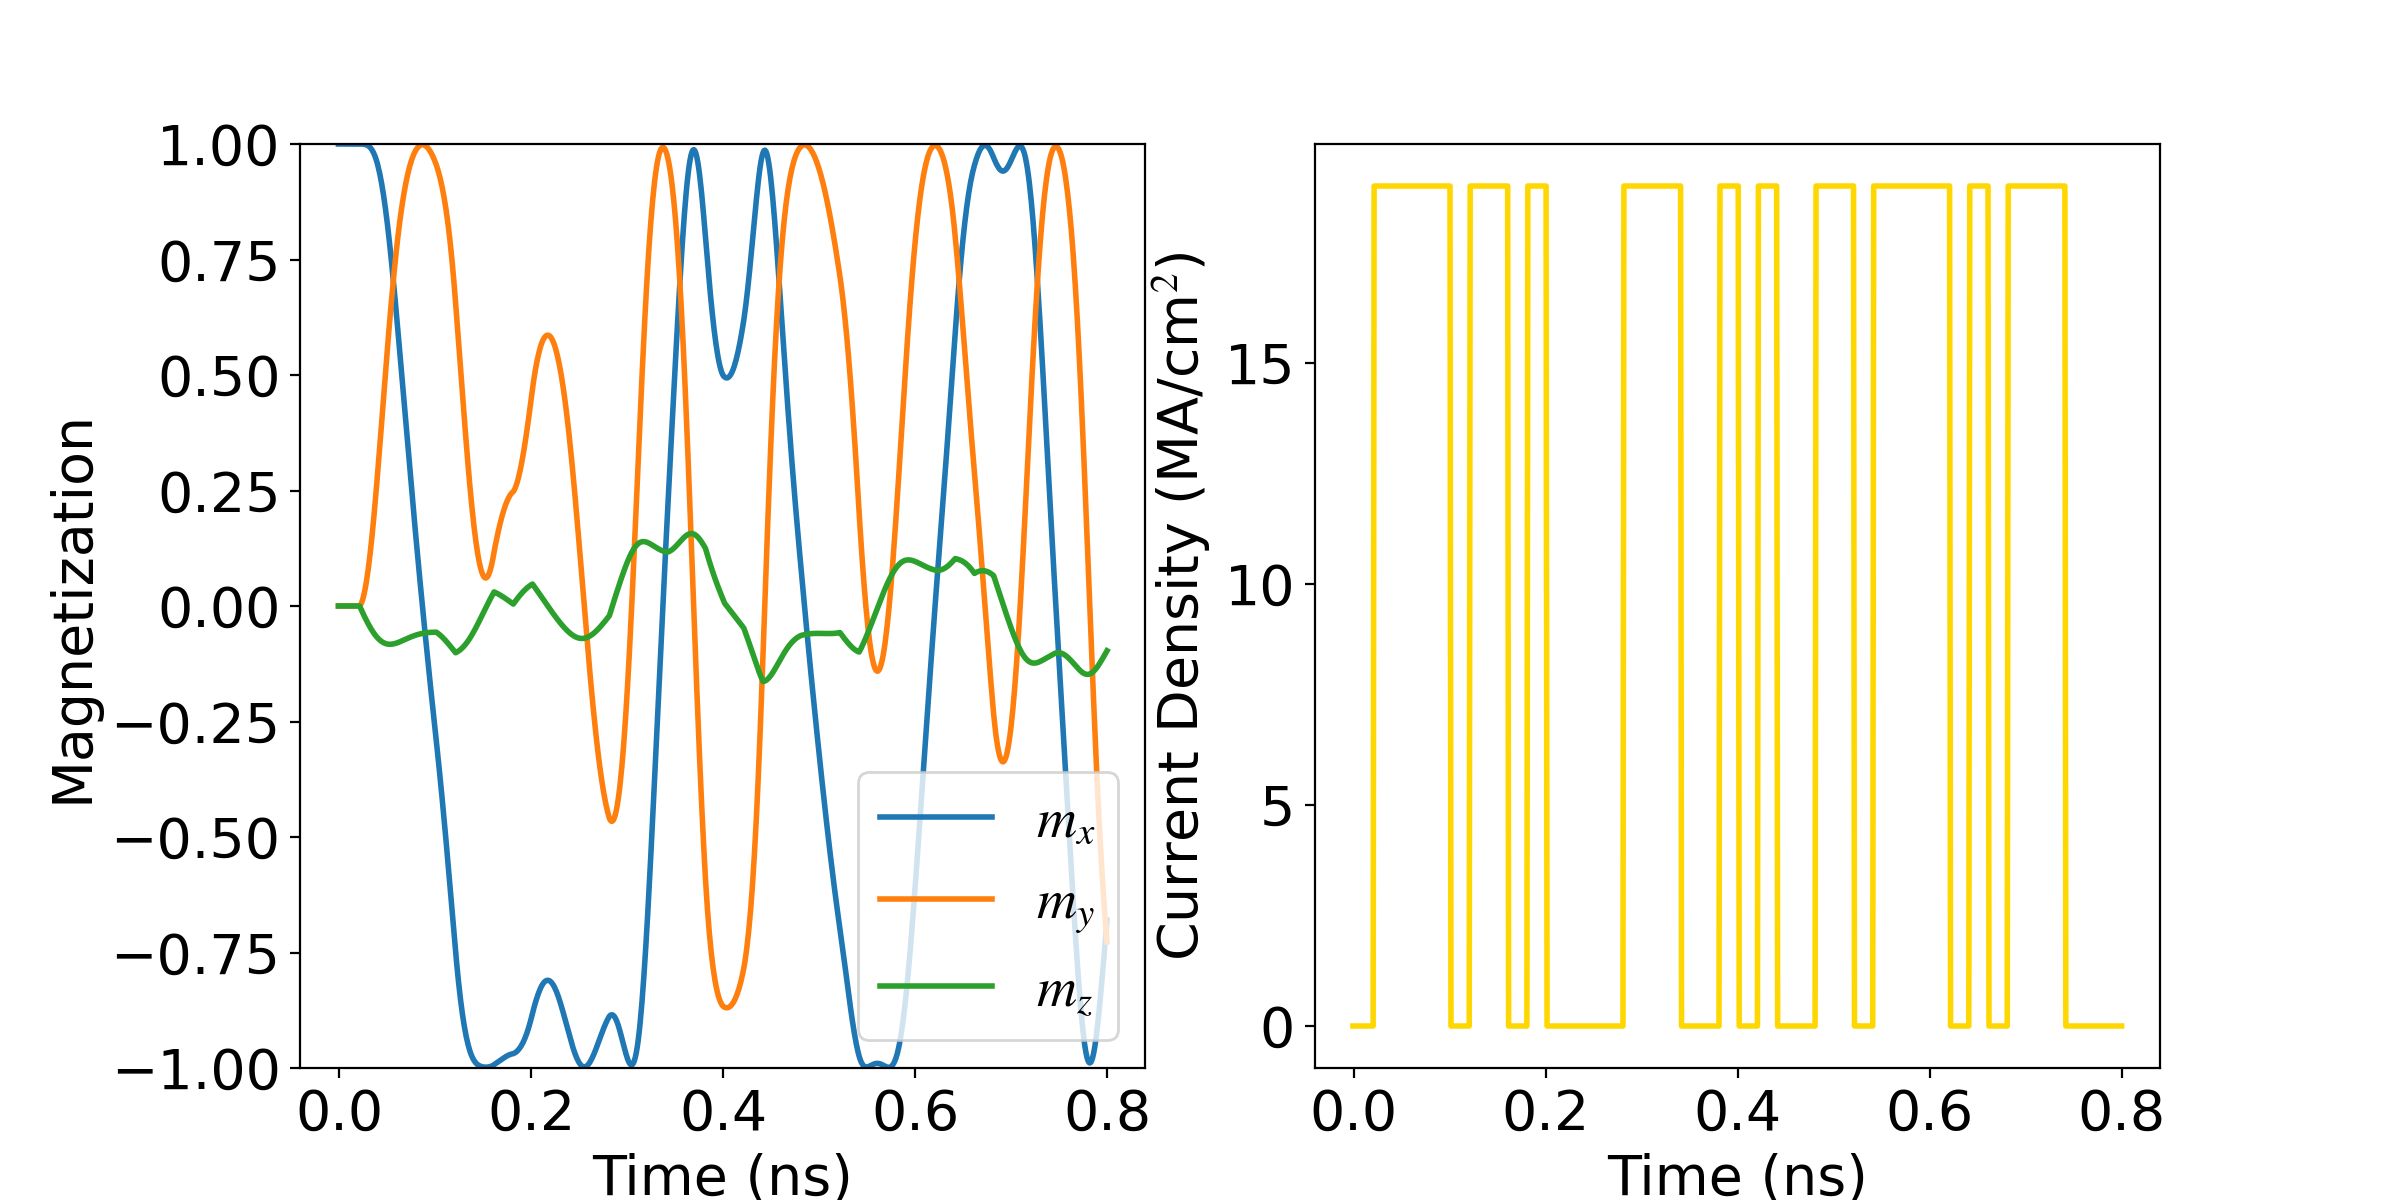 Magnetization
1.00
0.75
0.50
0.25
0.00
−0.25
−0.50
−0.75
−1.00
0.0 0.2 0.4 0.6 0.8
Time (ns)
m_x
m_y
m_z
Current Density (MA/cm²)
15
10
5
0
0.0 0.2 0.4 0.6 0.8
Time (ns)